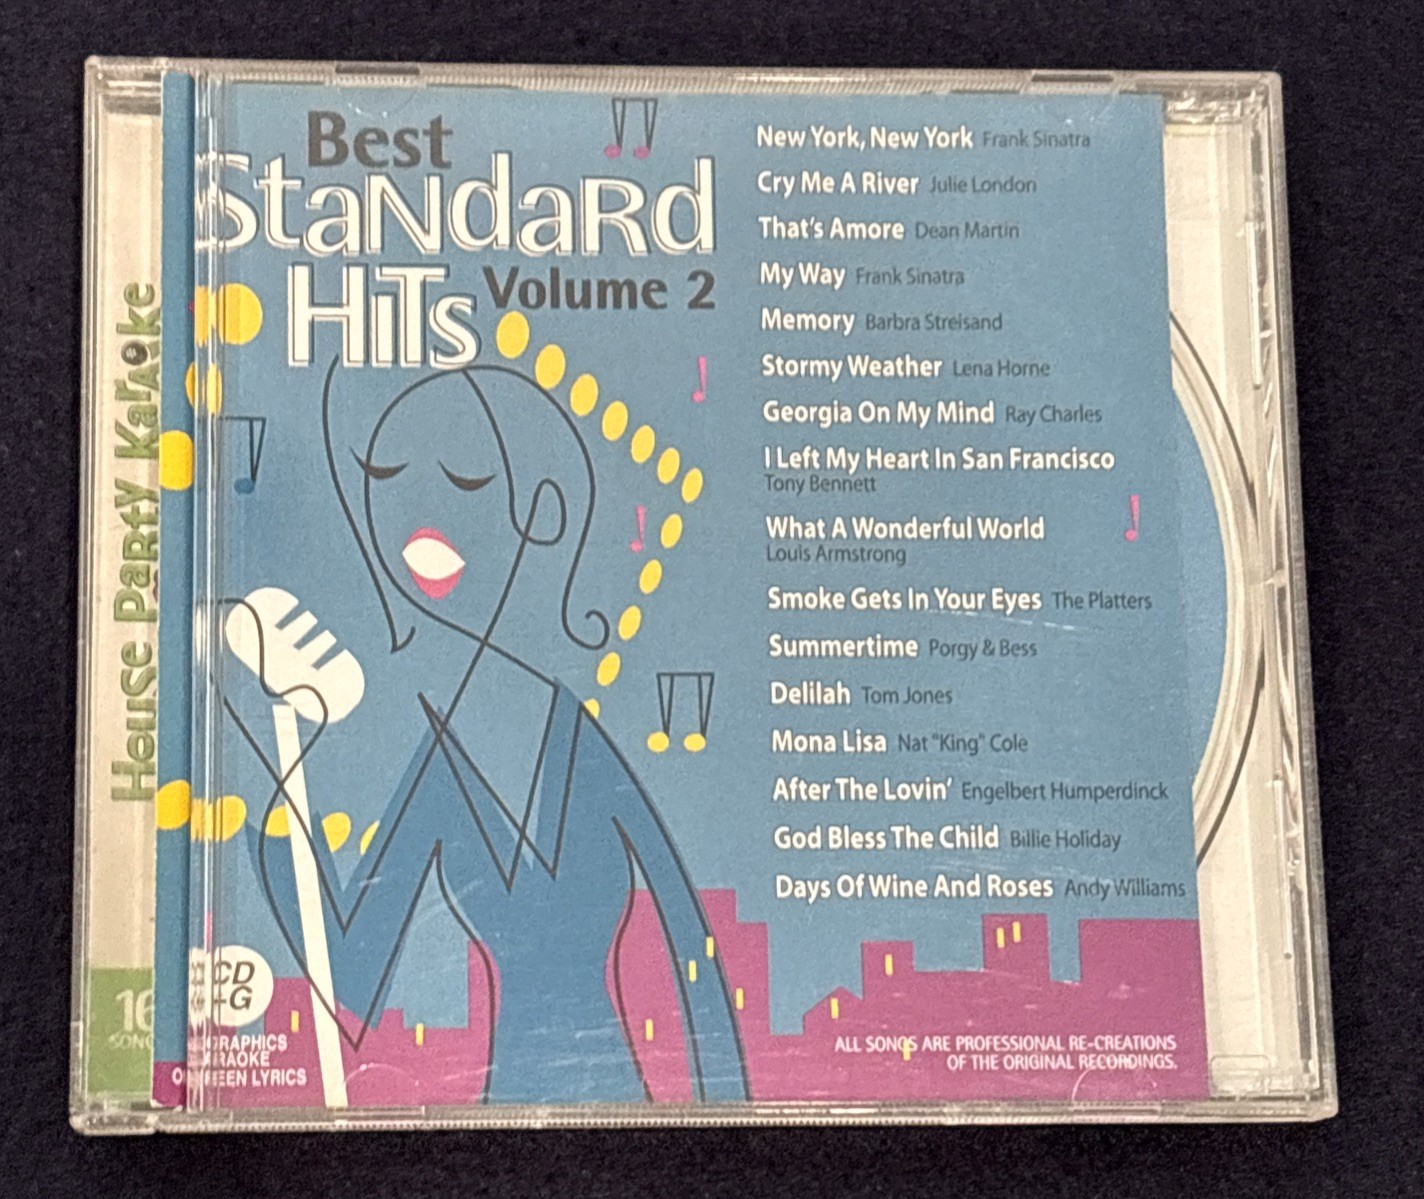 House Party Karaoke
Best
Standard
Hits Volume 2
New York, New York Frank Sinatra
Cry Me A River Julie London
That's Amore Dean Martin
My Way Frank Sinatra
Memory Barbra Streisand
Stormy Weather Lena Horne
Georgia On My Mind Ray Charles
I Left My Heart In San Francisco
Tony Bennett
What A Wonderful World
Louis Armstrong
Smoke Gets In Your Eyes The Platters
Summertime Porgy & Bess
Delilah Tom Jones
Mona Lisa Nat "King" Cole
After The Lovin' Engelbert Humperdinck
God Bless The Child Billie Holiday
Days Of Wine And Roses Andy Williams
CD
+G
16
GRAPHICS
LYRICS
ALL SONGS ARE PROFESSIONAL RE-CREATIONS
OF THE ORIGINAL RECORDINGS.